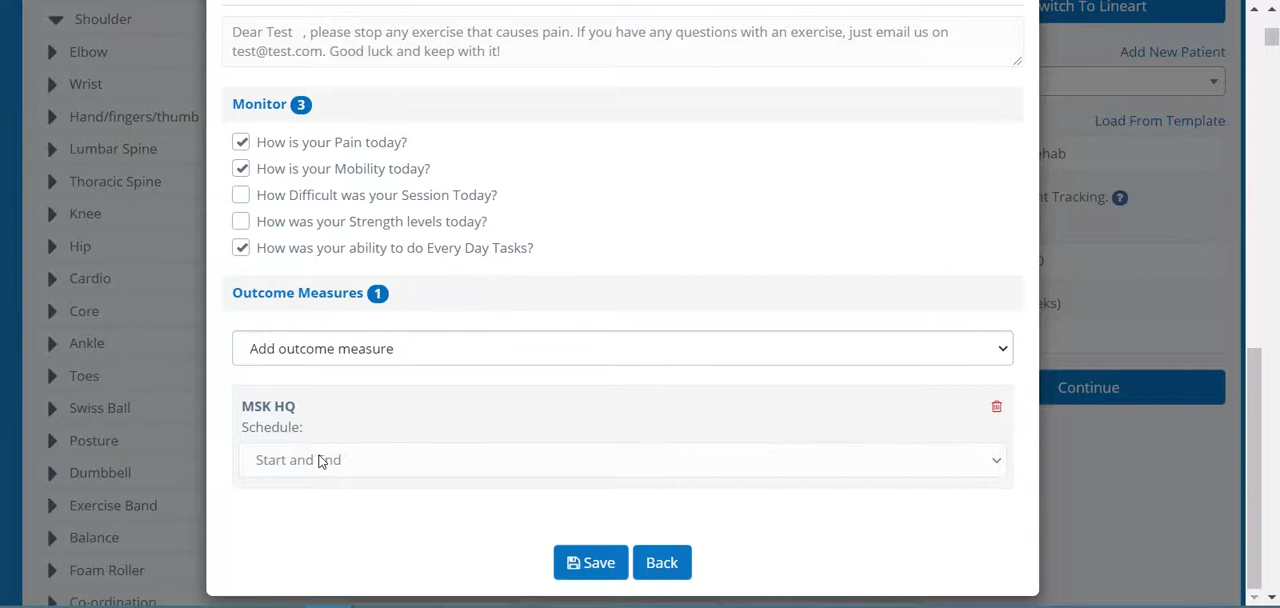 Shoulder
Elbow
Wrist
Hand/fingers/thumb
Lumbar Spine
Thoracic Spine
Knee
Hip
Cardio
Core
Ankle
Toes
Swiss Ball
Posture
Dumbbell
Exercise Band
Balance
Foam Roller
Co-ordination
Dear Test , please stop any exercise that causes pain. If you have any questions with an exercise, just email us on
test@test.com. Good luck and keep with it!
Monitor 3
How is your Pain today?
How is your Mobility today?
How Difficult was your Session Today?
How was your Strength levels today?
How was your ability to do Every Day Tasks?
Outcome Measures 1
Add outcome measure
MSK HQ
Schedule:
Start and End
Save Back
witch To Lineart
Add New Patient
Load From Template
ehab
nt Tracking. ?
)
eks)
Continue